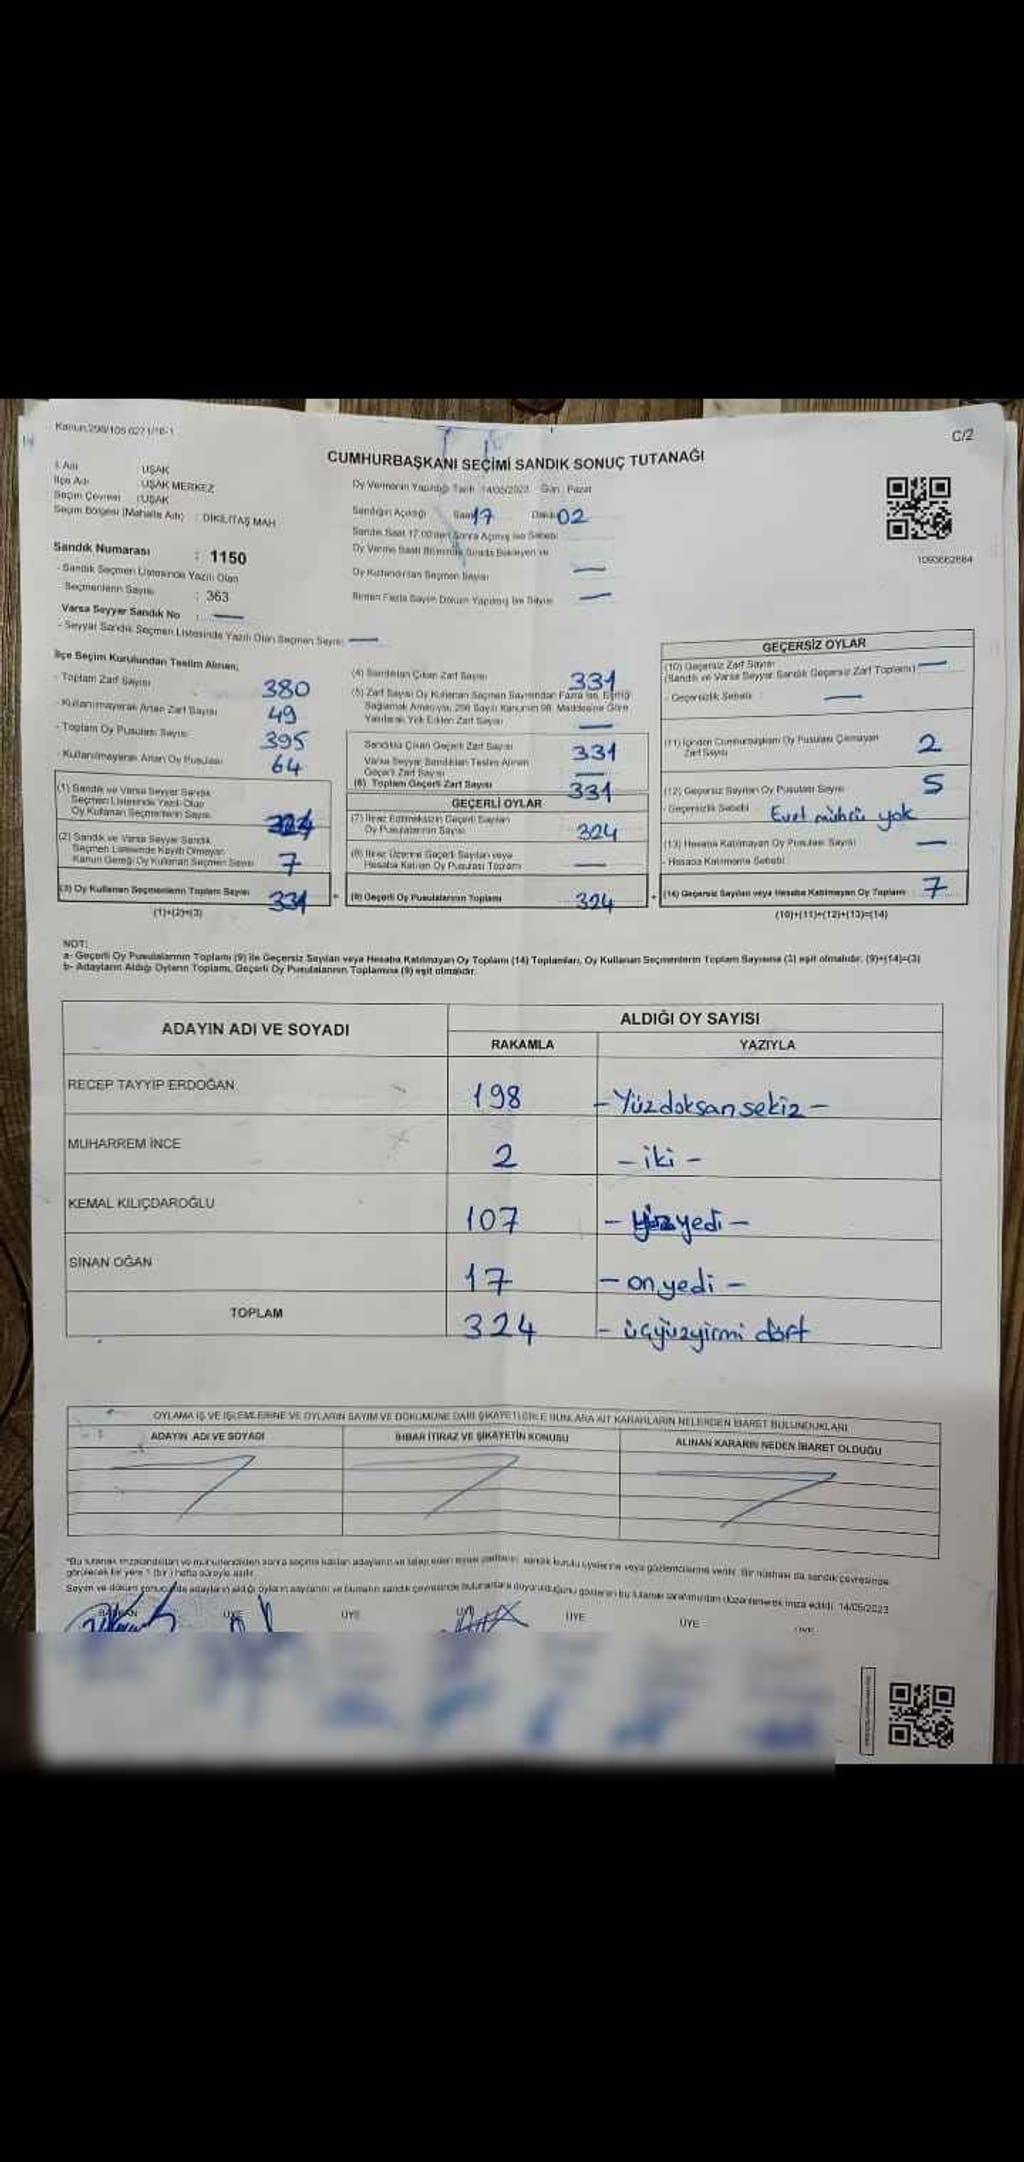 Kanun:298/105 627 1/16-1
C/2
CUMHURBAŞKANI SEÇİMİ SANDIK SONUÇ TUTANAĞI
İl Adı UŞAK
İlçe Adı UŞAK MERKEZ
Seçim Çevresi : UŞAK
Seçim Bölgesi (Mahalle Adı) : DİKİLİTAŞ MAH
Sandık Numarası : 1150
- Sandık Seçmen Listesinde Yazılı Olan
Seçmenlerin Sayısı : 363
Varsa Seyyar Sandık No : —
- Seyyar Sandık Seçmen Listesinde Yazılı Olan Seçmen Sayısı —
Oy Vermenin Yapıldığı Tarih : 14/05/2023 Gün : Pazar
Sandığın Açıldığı Saat 17 Dakika 02
Sandık Saat 17.00'den Sonra Açılmış İse Sebebi
Oy Verme Saati Bitiminde Sırada Bekleyen ve
Oy Kullandırılan Seçmen Sayısı —
Birden Fazla Sayım Döküm Yapılmış İse Sayısı —
1093662684
İlçe Seçim Kurulundan Teslim Alınan;
- Toplam Zarf Sayısı 380
- Kullanılmayarak Artan Zarf Sayısı 49
- Toplam Oy Pusulası Sayısı 395
- Kullanılmayarak Artan Oy Pusulası 64
(1) Sandık ve Varsa Seyyar Sandık
Seçmen Listesinde Yazılı Olup
Oy Kullanan Seçmenlerin Sayısı 324
(2) Sandık ve Varsa Seyyar Sandık
Seçmen Listesinde Kayıtlı Olmayan
Kanun Gereği Oy Kullanan Seçmen Sayısı 7
(3) Oy Kullanan Seçmenlerin Toplam Sayısı 331
(1)+(2)=(3)
(4) Sandıktan Çıkan Zarf Sayısı 331
(5) Zarf Sayısı Oy Kullanan Seçmen Sayısından Fazla ise, Eşitliği
Sağlamak Amacıyla, 298 Sayılı Kanunun 98. Maddesine Göre
Yakılarak Yok Edilen Zarf Sayısı —
Sandıkta Çıkan Geçerli Zarf Sayısı 331
Varsa Seyyar Sandıktan Teslim Alınan
Geçerli Zarf Sayısı —
(6) Toplam Geçerli Zarf Sayısı 331
GEÇERLİ OYLAR
(7) İtiraz Edilmeksizin Geçerli Sayılan
Oy Pusulalarının Sayısı 324
(8) İtiraz Üzerine Geçerli Sayılan veya
Hesaba Katılan Oy Pusulası Toplamı —
(9) Geçerli Oy Pusulalarının Toplamı 324
GEÇERSİZ OYLAR
(10) Geçersiz Zarf Sayısı
(Sandık ve Varsa Seyyar Sandık Geçersiz Zarf Toplamı) —
- Geçersizlik Sebebi —
(11) İçinden Cumhurbaşkanı Oy Pusulası Çıkmayan
Zarf Sayısı 2
(12) Geçersiz Sayılan Oy Pusulası Sayısı 5
- Geçersizlik Sebebi Evet mührü yok
(13) Hesaba Katılmayan Oy Pusulası Sayısı —
- Hesaba Katılmama Sebebi
(14) Geçersiz Sayılan veya Hesaba Katılmayan Oy Toplamı 7
(10)+(11)+(12)+(13)=(14)
NOT:
a- Geçerli Oy Pusulalarının Toplamı (9) ile Geçersiz Sayılan veya Hesaba Katılmayan Oy Toplamı (14) Toplamları, Oy Kullanan Seçmenlerin Toplam Sayısına (3) eşit olmalıdır. (9)+(14)=(3)
b- Adayların Aldığı Oyların Toplamı, Geçerli Oy Pusulalarının Toplamına (9) eşit olmalıdır.
ADAYIN ADI VE SOYADI
ALDIĞI OY SAYISI
RAKAMLA YAZIYLA
RECEP TAYYİP ERDOĞAN 198 - Yüzdoksansekiz -
MUHARREM İNCE 2 - iki -
KEMAL KILIÇDAROĞLU 107 - yüzyedi -
SİNAN OĞAN 17 - onyedi -
TOPLAM 324 - üçyüzyirmi dört
OYLAMA İŞ VE İŞLEMLERİNE VE OYLARIN SAYIM VE DÖKÜMÜNE DAİR ŞİKAYETLERLE BUNLARA AİT KARARLARIN NELERDEN İBARET BULUNDUKLARI
ADAYIN ADI VE SOYADI İHBAR İTİRAZ VE ŞİKAYETİN KONUSU ALINAN KARARIN NEDEN İBARET OLDUĞU
*Bu tutanak imzalandıktan ve mühürlendikten sonra seçime katılan adayların ve talep eden siyasi partilerin, sandık kurulu üyelerine veya gözlemcilerine verilir. Bir nüshası da sandık çevresinde
görülecek bir yere 1 (bir) hafta süreyle asılır.
Sayım ve döküm sonucunda adayların aldığı oyların sayılarını ve bunların sandık çevresinde bulunanlara duyurulduğunu gösteren bu tutanak tarafımızdan düzenlenerek imza edildi. 14/05/2023
BAŞKAN ÜYE ÜYE ÜYE ÜYE ÜYE ÜYE